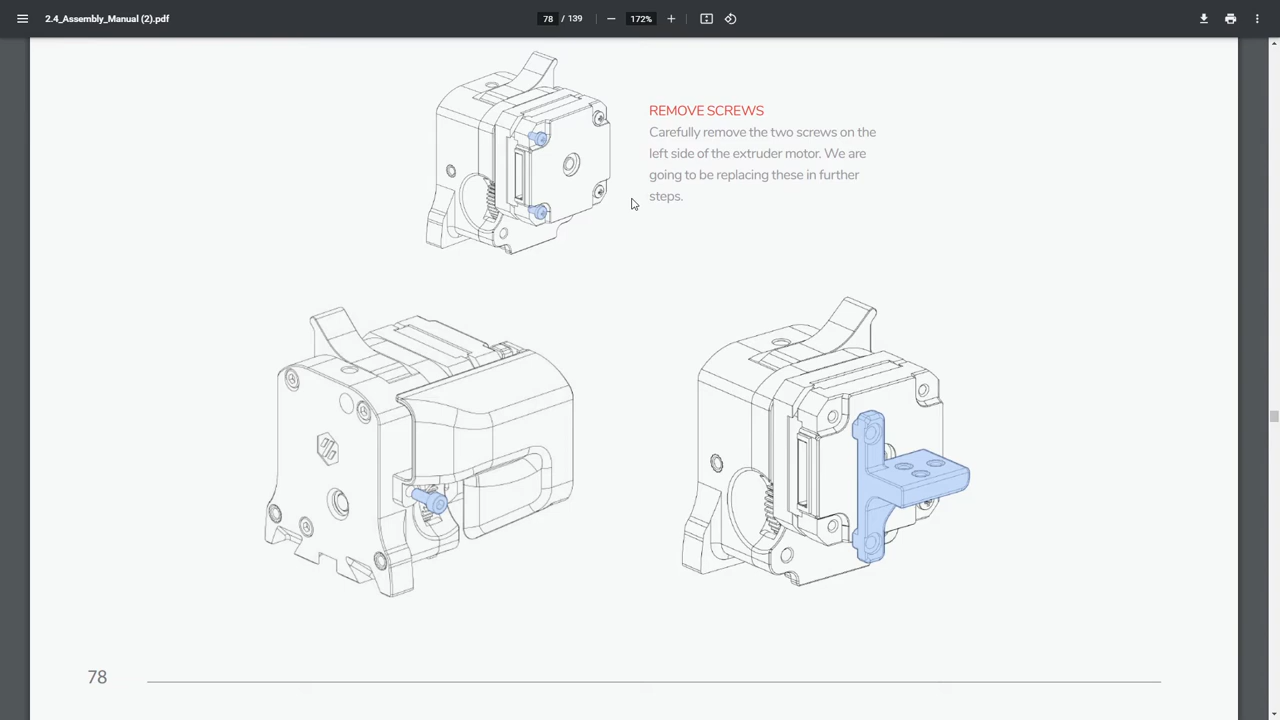 2.4_Assembly_Manual (2).pdf
78 / 139
172%
REMOVE SCREWS
Carefully remove the two screws on the
left side of the extruder motor. We are
going to be replacing these in further
steps.
78